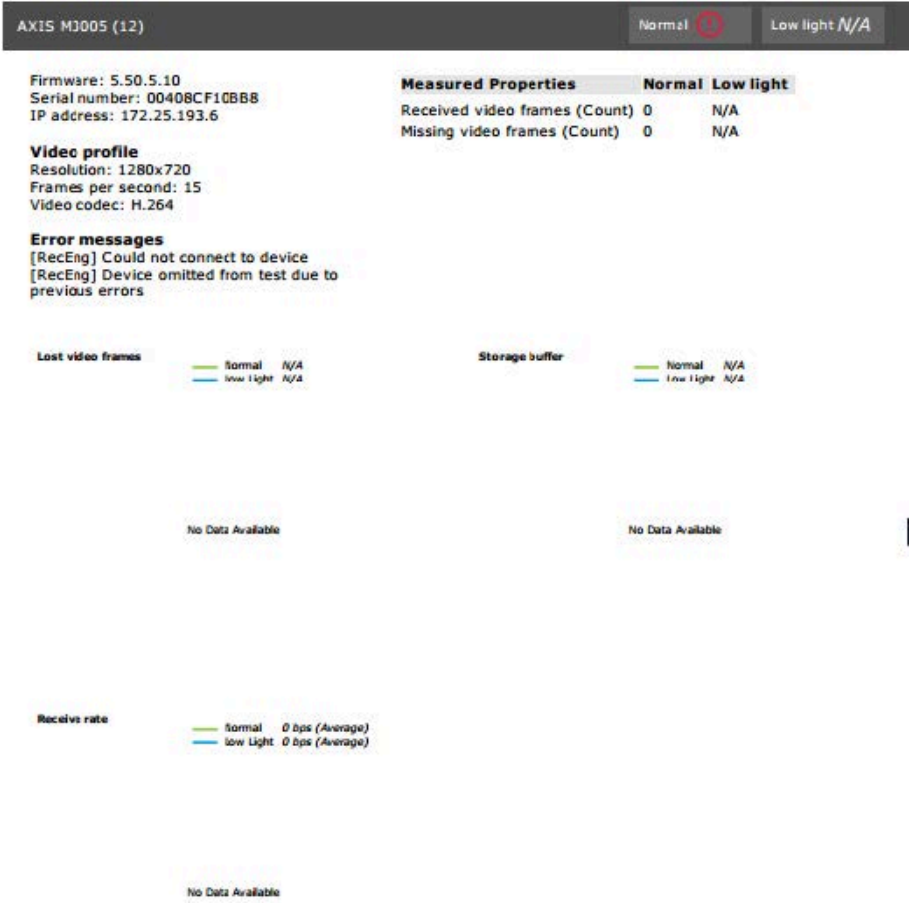 AXIS M3005 (12)
Normal
Low light N/A
Firmware: 5.50.5.10
Serial number: 00408CF10BB8
IP address: 172.25.193.6
Video profile
Resolution: 1280x720
Frames per second: 15
Video codec: H.264
Error messages
[RecEng] Could not connect to device
[RecEng] Device omitted from test due to
previous errors
Measured Properties Normal Low light
Received video frames (Count) 0 N/A
Missing video frames (Count) 0 N/A
Lost video frames
Normal N/A
Low Light N/A
No Data Available
Storage buffer
Normal N/A
Low Light N/A
No Data Available
Receive rate
Normal 0 bps (Average)
Low Light 0 bps (Average)
No Data Available